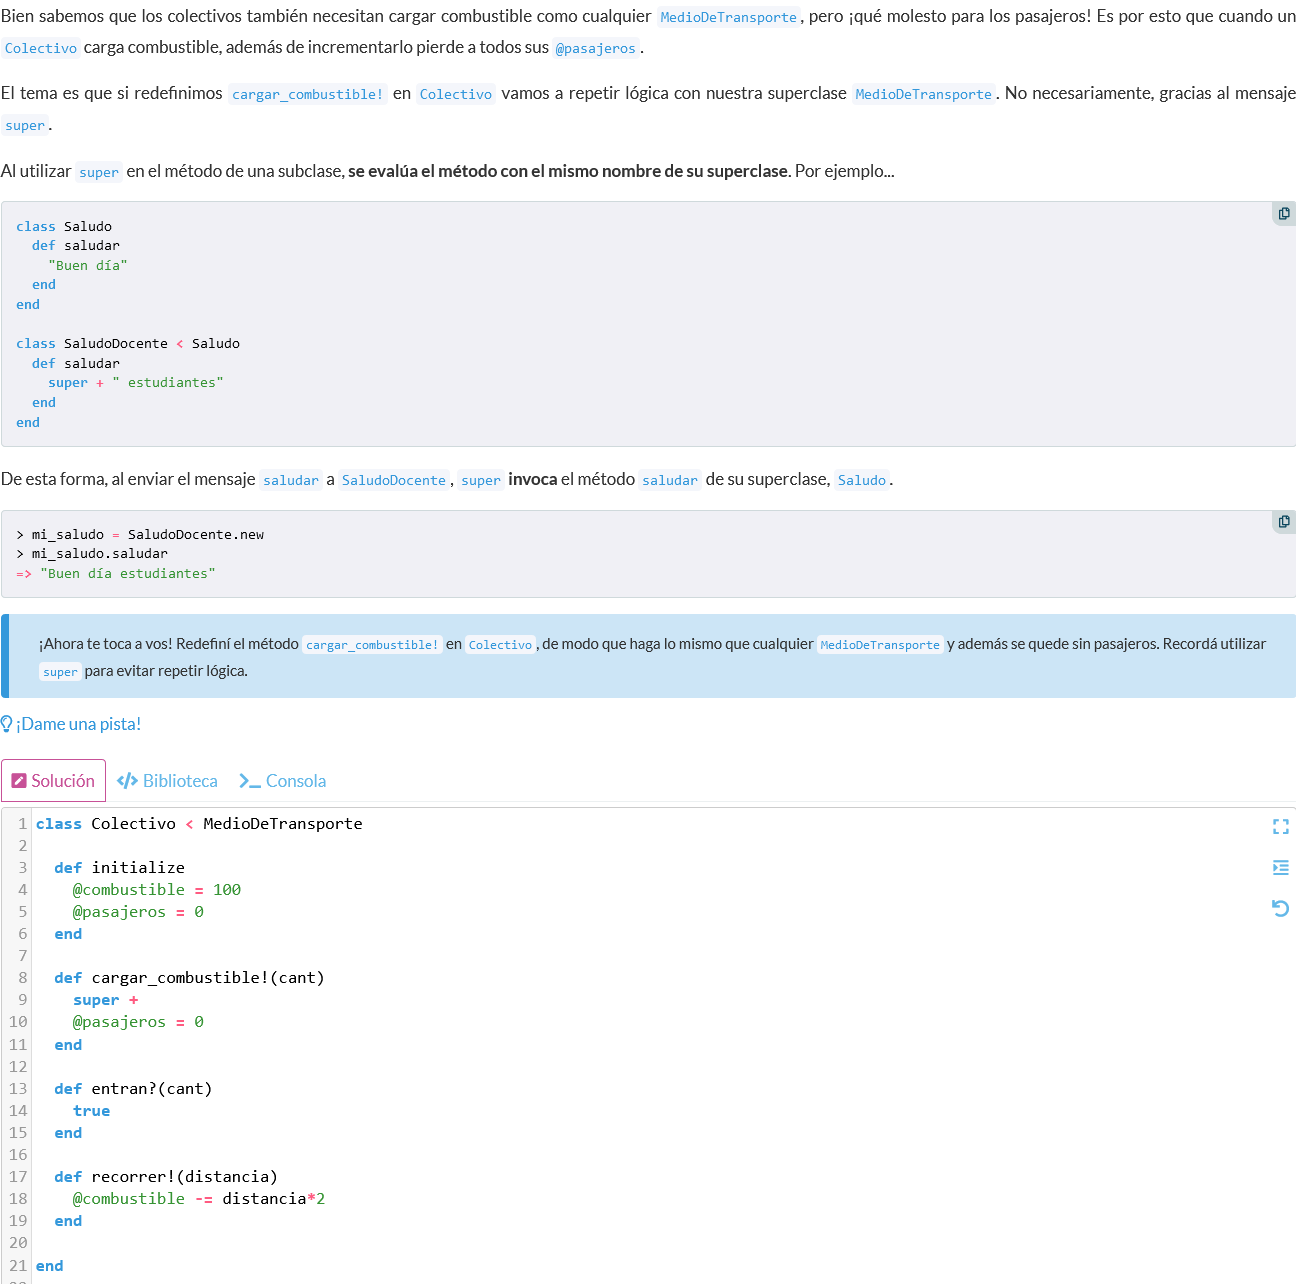 Bien sabemos que los colectivos también necesitan cargar combustible como cualquier MedioDeTransporte, pero ¡qué molesto para los pasajeros! Es por esto que cuando un
Colectivo carga combustible, además de incrementarlo pierde a todos sus @pasajeros.
El tema es que si redefinimos cargar_combustible! en Colectivo vamos a repetir lógica con nuestra superclase MedioDeTransporte. No necesariamente, gracias al mensaje
super.
Al utilizar super en el método de una subclase, se evalúa el método con el mismo nombre de su superclase. Por ejemplo...
class Saludo
  def saludar
    "Buen día"
  end
end
class SaludoDocente < Saludo
  def saludar
    super + " estudiantes"
  end
end
De esta forma, al enviar el mensaje saludar a SaludoDocente, super invoca el método saludar de su superclase, Saludo.
> mi_saludo = SaludoDocente.new
> mi_saludo.saludar
=> "Buen día estudiantes"
¡Ahora te toca a vos! Redefiní el método cargar_combustible! en Colectivo, de modo que haga lo mismo que cualquier MedioDeTransporte y además se quede sin pasajeros. Recordá utilizar
super para evitar repetir lógica.
¡Dame una pista!
Solución </> Biblioteca >_ Consola
1 class Colectivo < MedioDeTransporte
2
3   def initialize
4     @combustible = 100
5     @pasajeros = 0
6   end
7
8   def cargar_combustible!(cant)
9     super +
10     @pasajeros = 0
11   end
12
13   def entran?(cant)
14     true
15   end
16
17   def recorrer!(distancia)
18     @combustible -= distancia*2
19   end
20
21 end